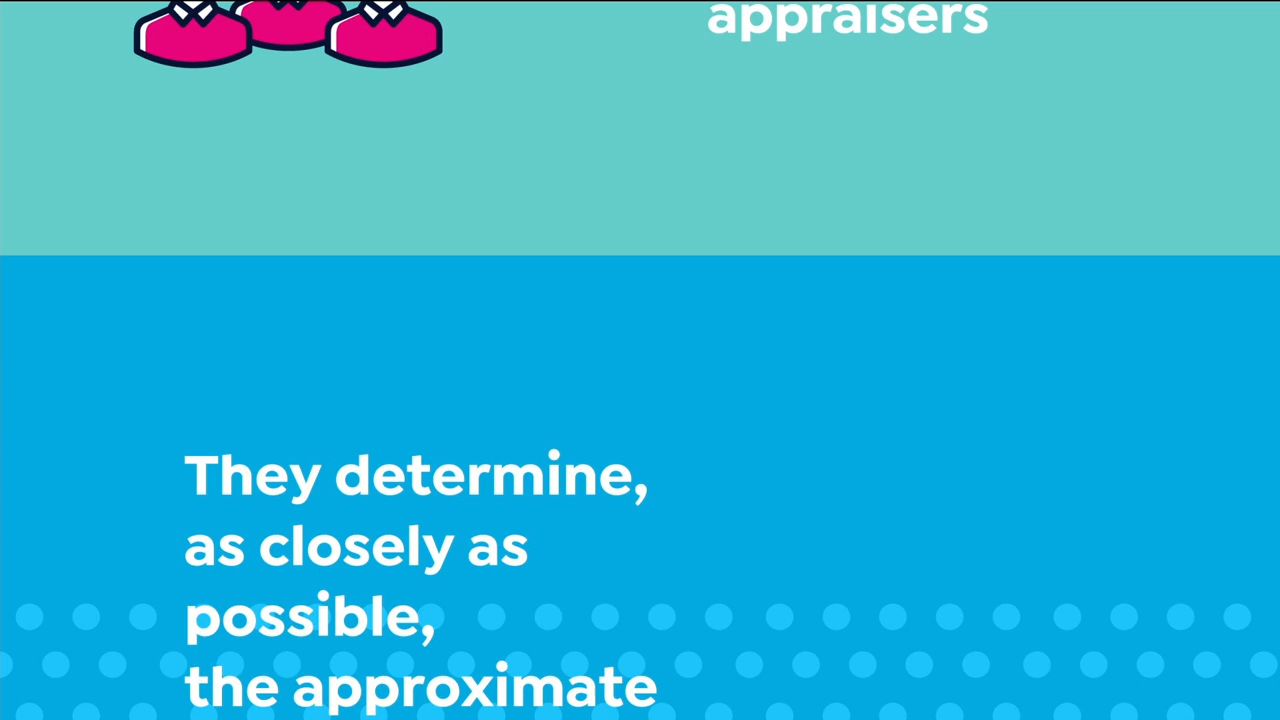 appraisers
They determine,
as closely as
possible,
the approximate